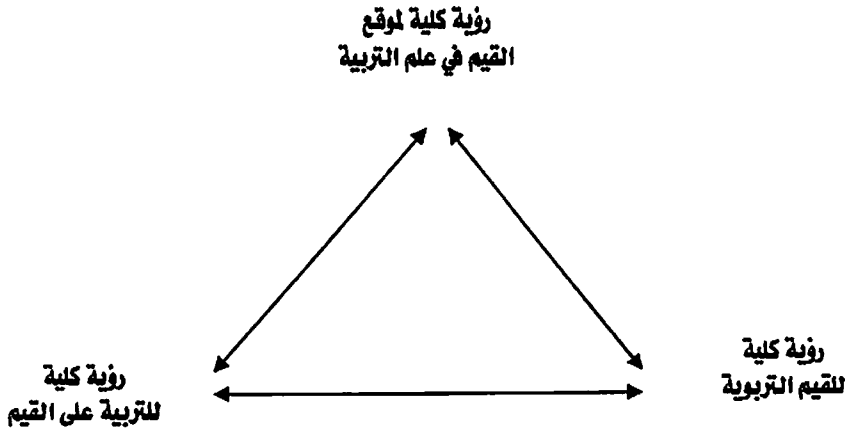 رؤية كلية لموقع
القيم في علم التربية
رؤية كلية
للقيم التربوية
رؤية كلية
للتربية على القيم